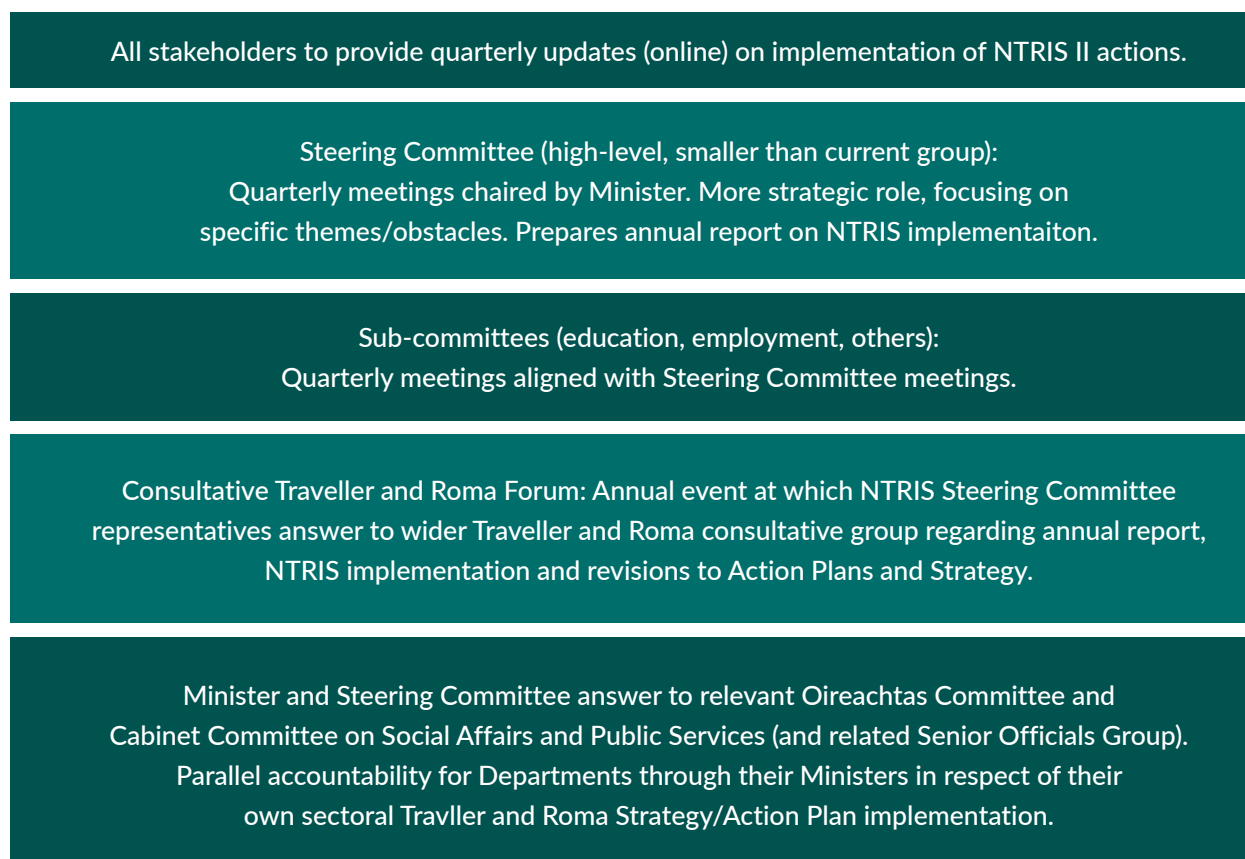 All stakeholders to provide quarterly updates (online) on implementation of NTRIS II actions.
Steering Committee (high-level, smaller than current group):
Quarterly meetings chaired by Minister. More strategic role, focusing on
specific themes/obstacles. Prepares annual report on NTRIS implementaiton.
Sub-committees (education, employment, others):
Quarterly meetings aligned with Steering Committee meetings.
Consultative Traveller and Roma Forum: Annual event at which NTRIS Steering Committee
representatives answer to wider Traveller and Roma consultative group regarding annual report,
NTRIS implementation and revisions to Action Plans and Strategy.
Minister and Steering Committee answer to relevant Oireachtas Committee and
Cabinet Committee on Social Affairs and Public Services (and related Senior Officials Group).
Parallel accountability for Departments through their Ministers in respect of their
own sectoral Travller and Roma Strategy/Action Plan implementation.